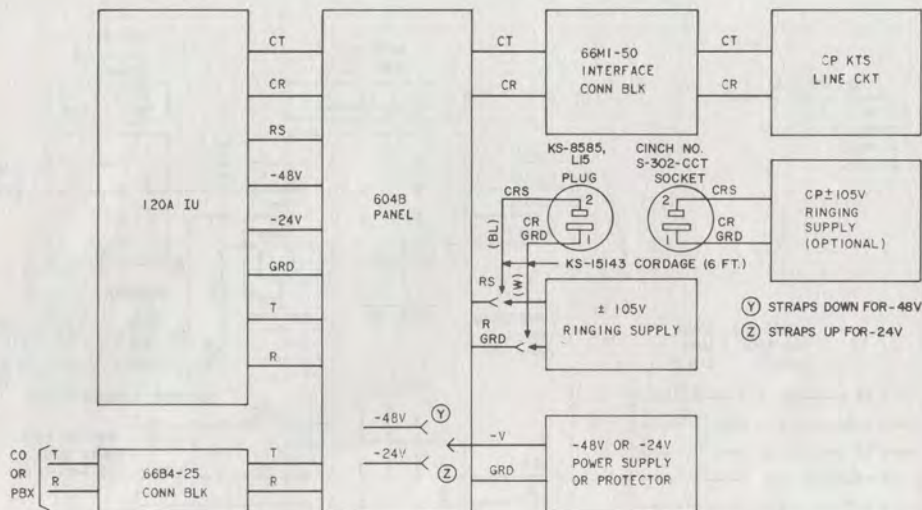 CT
CR
RS
-48V
-24V
GRD
T
R
120A IU
604B
PANEL
CT
CR
66M1-50
INTERFACE
CONN BLK
CT
CR
CP KTS
LINE CKT
KS-8585,
L15
PLUG
CINCH NO.
S-302-CCT
SOCKET
CRS
2
CR
GRD
1
(BL)
(W)
2
1
CRS
CR
GRD
CP±105V
RINGING
SUPPLY
(OPTIONAL)
KS-15143 CORDAGE (6 FT.)
RS
R
GRD
± 105V
RINGING SUPPLY
Y STRAPS DOWN FOR-48V
Z STRAPS UP FOR-24V
-48V
Y
-24V
Z
-V
GRD
-48V OR -24V
POWER SUPPLY
OR PROTECTOR
CO
OR
PBX
T
R
66B4-25
CONN BLK
T
R